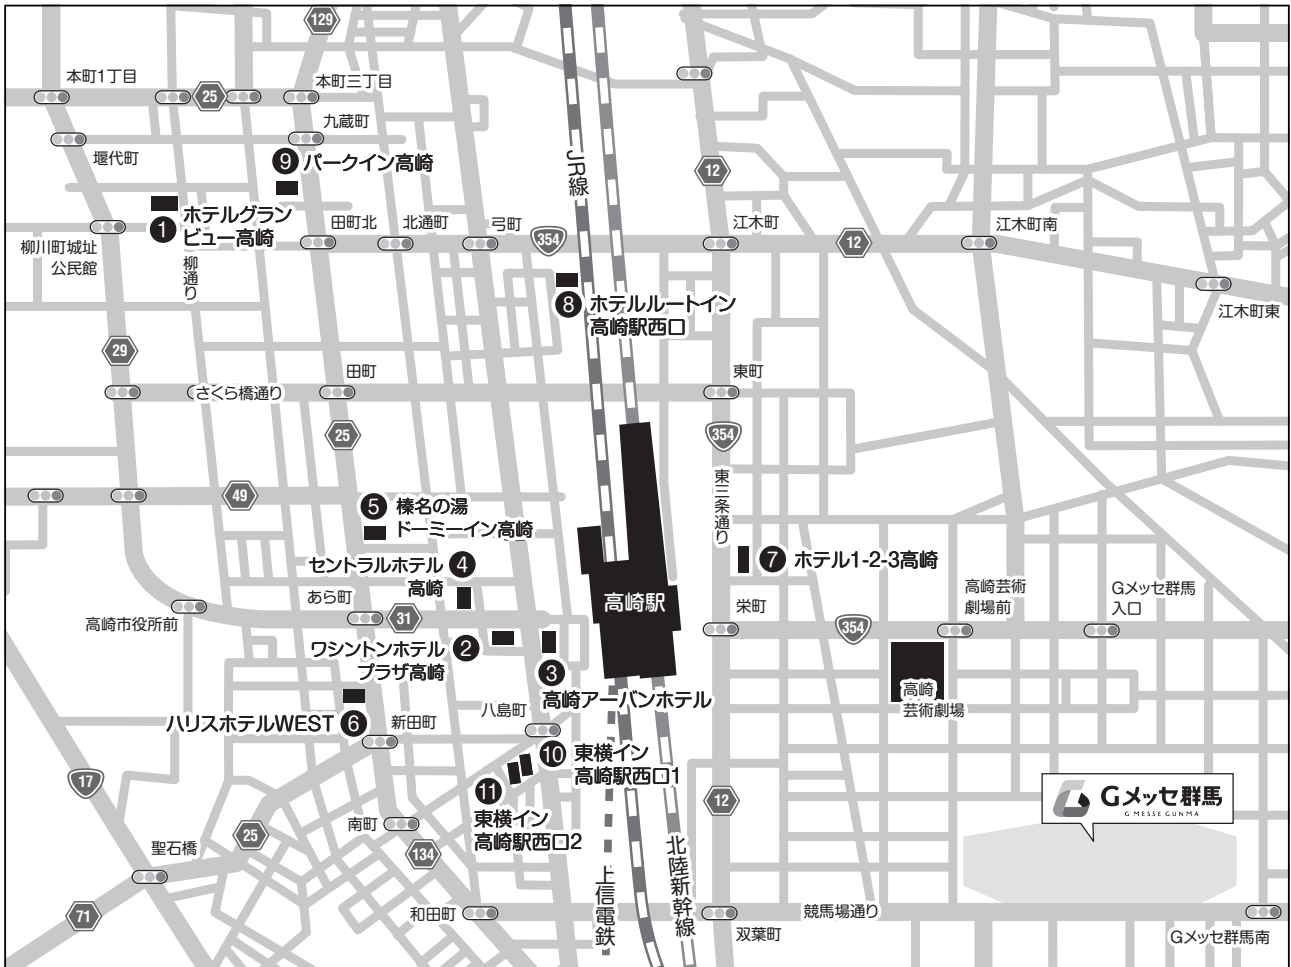 129
本町1丁目
25
本町三丁目
九蔵町
堰代町
9 パークイン高崎
JR線
12
1 ホテルグラン
ビュー高崎
柳川町城址
公民館
柳通り
田町北
北通町
弓町
354
江木町
12
江木町南
江木町東
8 ホテルルートイン
高崎駅西口
29
さくら橋通り
田町
東町
25
354
東三条通り
49
5 榛名の湯
ドーミーイン高崎
セントラルホテル 4
高崎
7 ホテル1-2-3高崎
高崎駅
高崎市役所前
あら町
31
栄町
354
高崎芸術
劇場前
Gメッセ群馬
入口
ワシントンホテル 2
プラザ高崎
3
高崎アーバンホテル
高崎
芸術劇場
ハリスホテルWEST 6
新田町
八島町
10 東横イン
高崎駅西口1
11
東横イン
高崎駅西口2
17
12
Gメッセ群馬
G MESSE GUNMA
25
南町
134
聖石橋
71
和田町
上信電鉄
北陸新幹線
双葉町
競馬場通り
Gメッセ群馬南